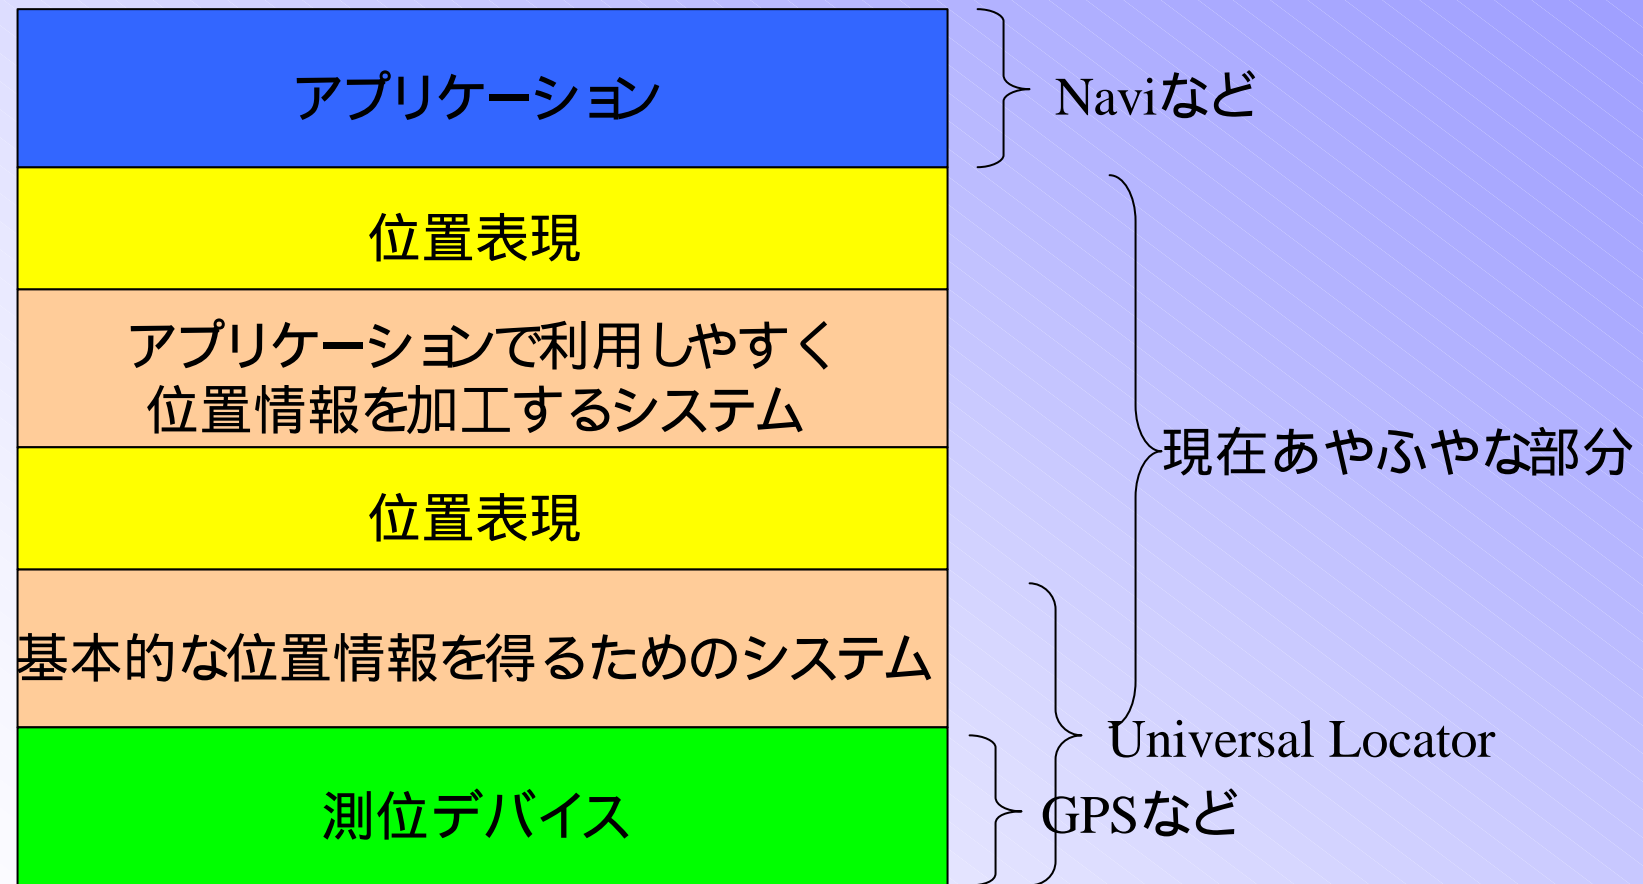 アプリケーション
Naviなど
位置表現
アプリケーションで利用しやすく
位置情報を加工するシステム
現在あやふやな部分
位置表現
基本的な位置情報を得るためのシステム
Universal Locator
測位デバイス
GPSなど